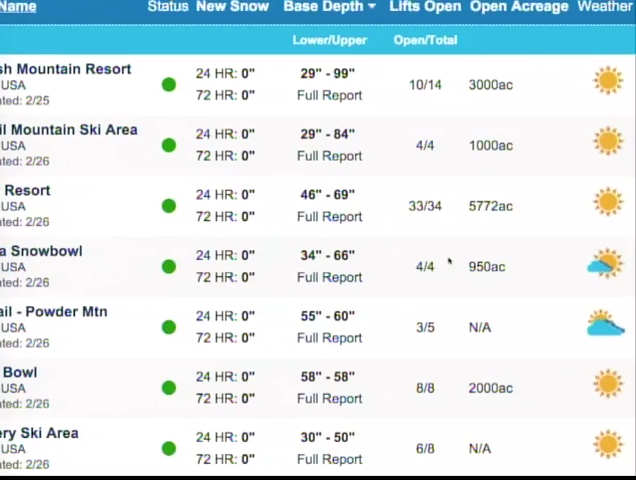 Name Status New Snow Base Depth Lifts Open Open Acreage Weather
Lower/Upper Open/Total
sh Mountain Resort
USA
ated: 2/25
24 HR: 0"
72 HR: 0"
29" - 99"
Full Report
10/14
3000ac
il Mountain Ski Area
USA
ated: 2/26
24 HR: 0"
72 HR: 0"
29" - 84"
Full Report
4/4
1000ac
Resort
USA
ated: 2/26
24 HR: 0"
72 HR: 0"
46" - 69"
Full Report
33/34
5772ac
a Snowbowl
USA
ated: 2/26
24 HR: 0"
72 HR: 0"
34" - 66"
Full Report
4/4
950ac
ail - Powder Mtn
USA
ated: 2/26
24 HR: 0"
72 HR: 0"
55" - 60"
Full Report
3/5
N/A
Bowl
USA
ated: 2/26
24 HR: 0"
72 HR: 0"
58" - 58"
Full Report
8/8
2000ac
ery Ski Area
USA
ated: 2/26
24 HR: 0"
72 HR: 0"
30" - 50"
Full Report
6/8
N/A